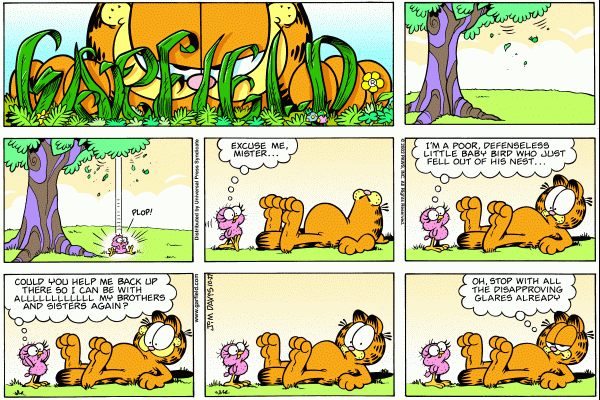 GARFIELD
PLOP!
Distributed by Universal Press Syndicate
EXCUSE ME,
MISTER...
I'M A POOR, DEFENSELESS
LITTLE BABY BIRD WHO JUST
FELL OUT OF HIS NEST...
COULD YOU HELP ME BACK UP
THERE SO I CAN BE WITH
ALLLLLLLLLLLL MY BROTHERS
AND SISTERS AGAIN?
www.garfield.com
JIM DAVIS
OH, STOP WITH ALL
THE DISAPPROVING
GLARES ALREADY